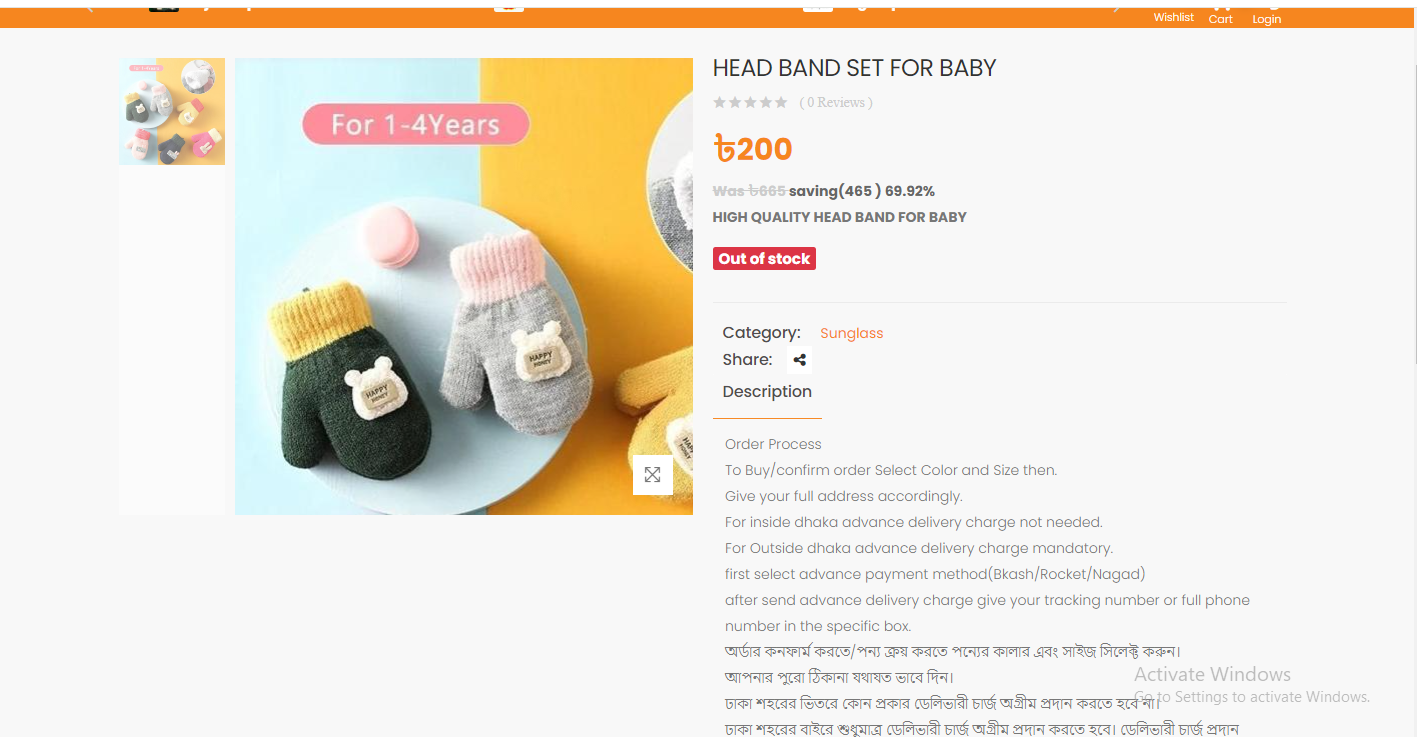 Wishlist
Cart
Login
HEAD BAND SET FOR BABY
( 0 Reviews )
For 1-4Years
৳200
Was ৳665 saving(465 ) 69.92%
HIGH QUALITY HEAD BAND FOR BABY
Out of stock
Category: Sunglass
Share:
HAPPY
HONEY
HAPPY
HONEY
Description
Order Process
To Buy/confirm order Select Color and Size then.
Give your full address accordingly.
For inside dhaka advance delivery charge not needed.
For Outside dhaka advance delivery charge mandatory.
first select advance payment method(Bkash/Rocket/Nagad)
after send advance delivery charge give your tracking number or full phone
number in the specific box.
অর্ডার কনফার্ম করতে/পন্য ক্রয় করতে পন্যের কালার এবং সাইজ সিলেক্ট করুন।
আপনার পুরো ঠিকানা যথাযত ভাবে দিন।
ঢাকা শহরের ভিতরে কোন প্রকার ডেলিভারী চার্জ অগ্রীম প্রদান করতে হবে না।
ঢাকা শহরের বাইরে শুধুমাত্র ডেলিভারী চার্জ অগ্রীম প্রদান করতে হবে। ডেলিভারী চার্জ প্রদান
Activate Windows
Go to Settings to activate Windows.